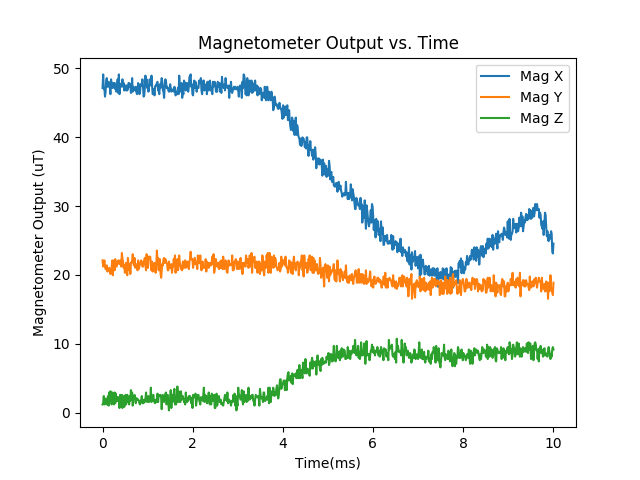 Magnetometer Output vs. Time
Mag X
Mag Y
Mag Z
Magnetometer Output (uT)
50
40
30
20
10
0
0 2 4 6 8 10
Time(ms)